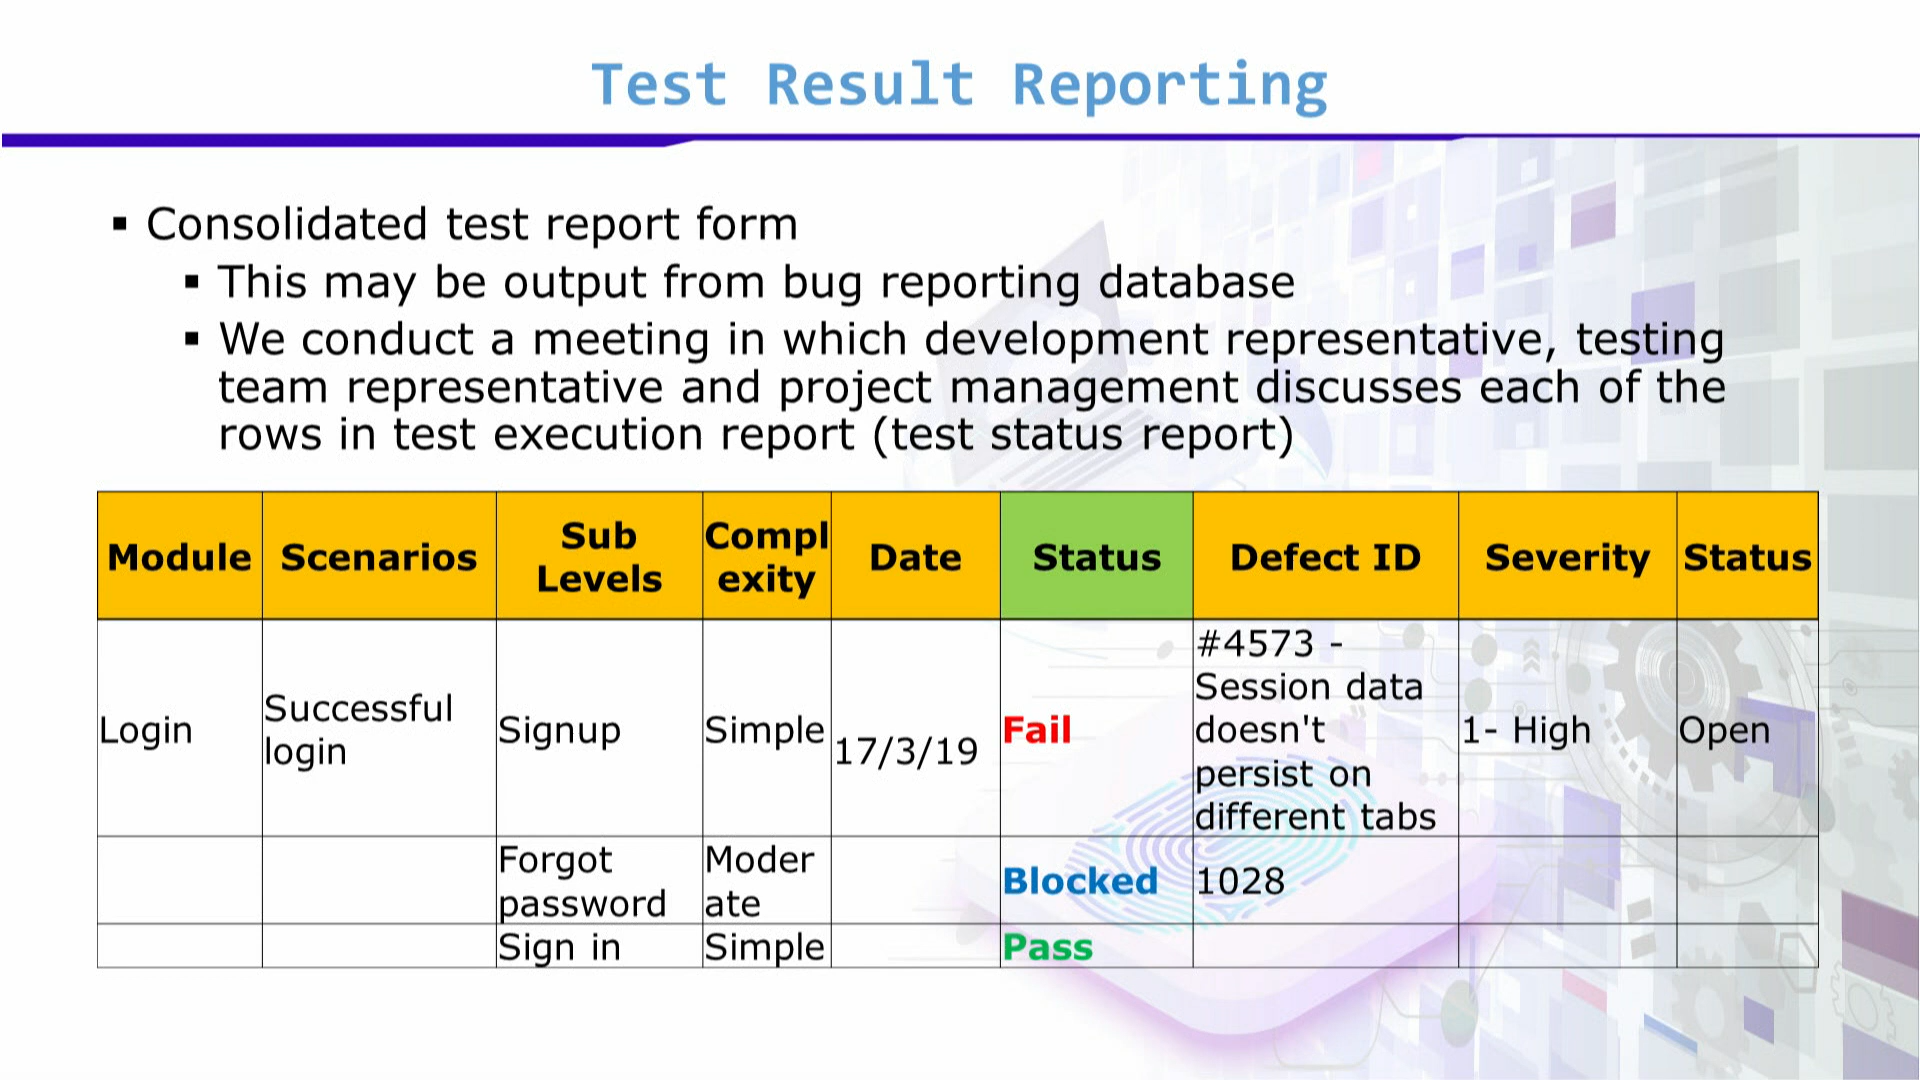 Test Result Reporting
▪ Consolidated test report form
▪ This may be output from bug reporting database
▪ We conduct a meeting in which development representative, testing
team representative and project management discusses each of the
rows in test execution report (test status report)
Module Scenarios Sub Levels Compl exity Date Status Defect ID Severity Status
Login Successful login Signup Simple 17/3/19 Fail #4573 - Session data doesn't persist on different tabs 1- High Open
Forgot password Moder ate Blocked 1028
Sign in Simple Pass